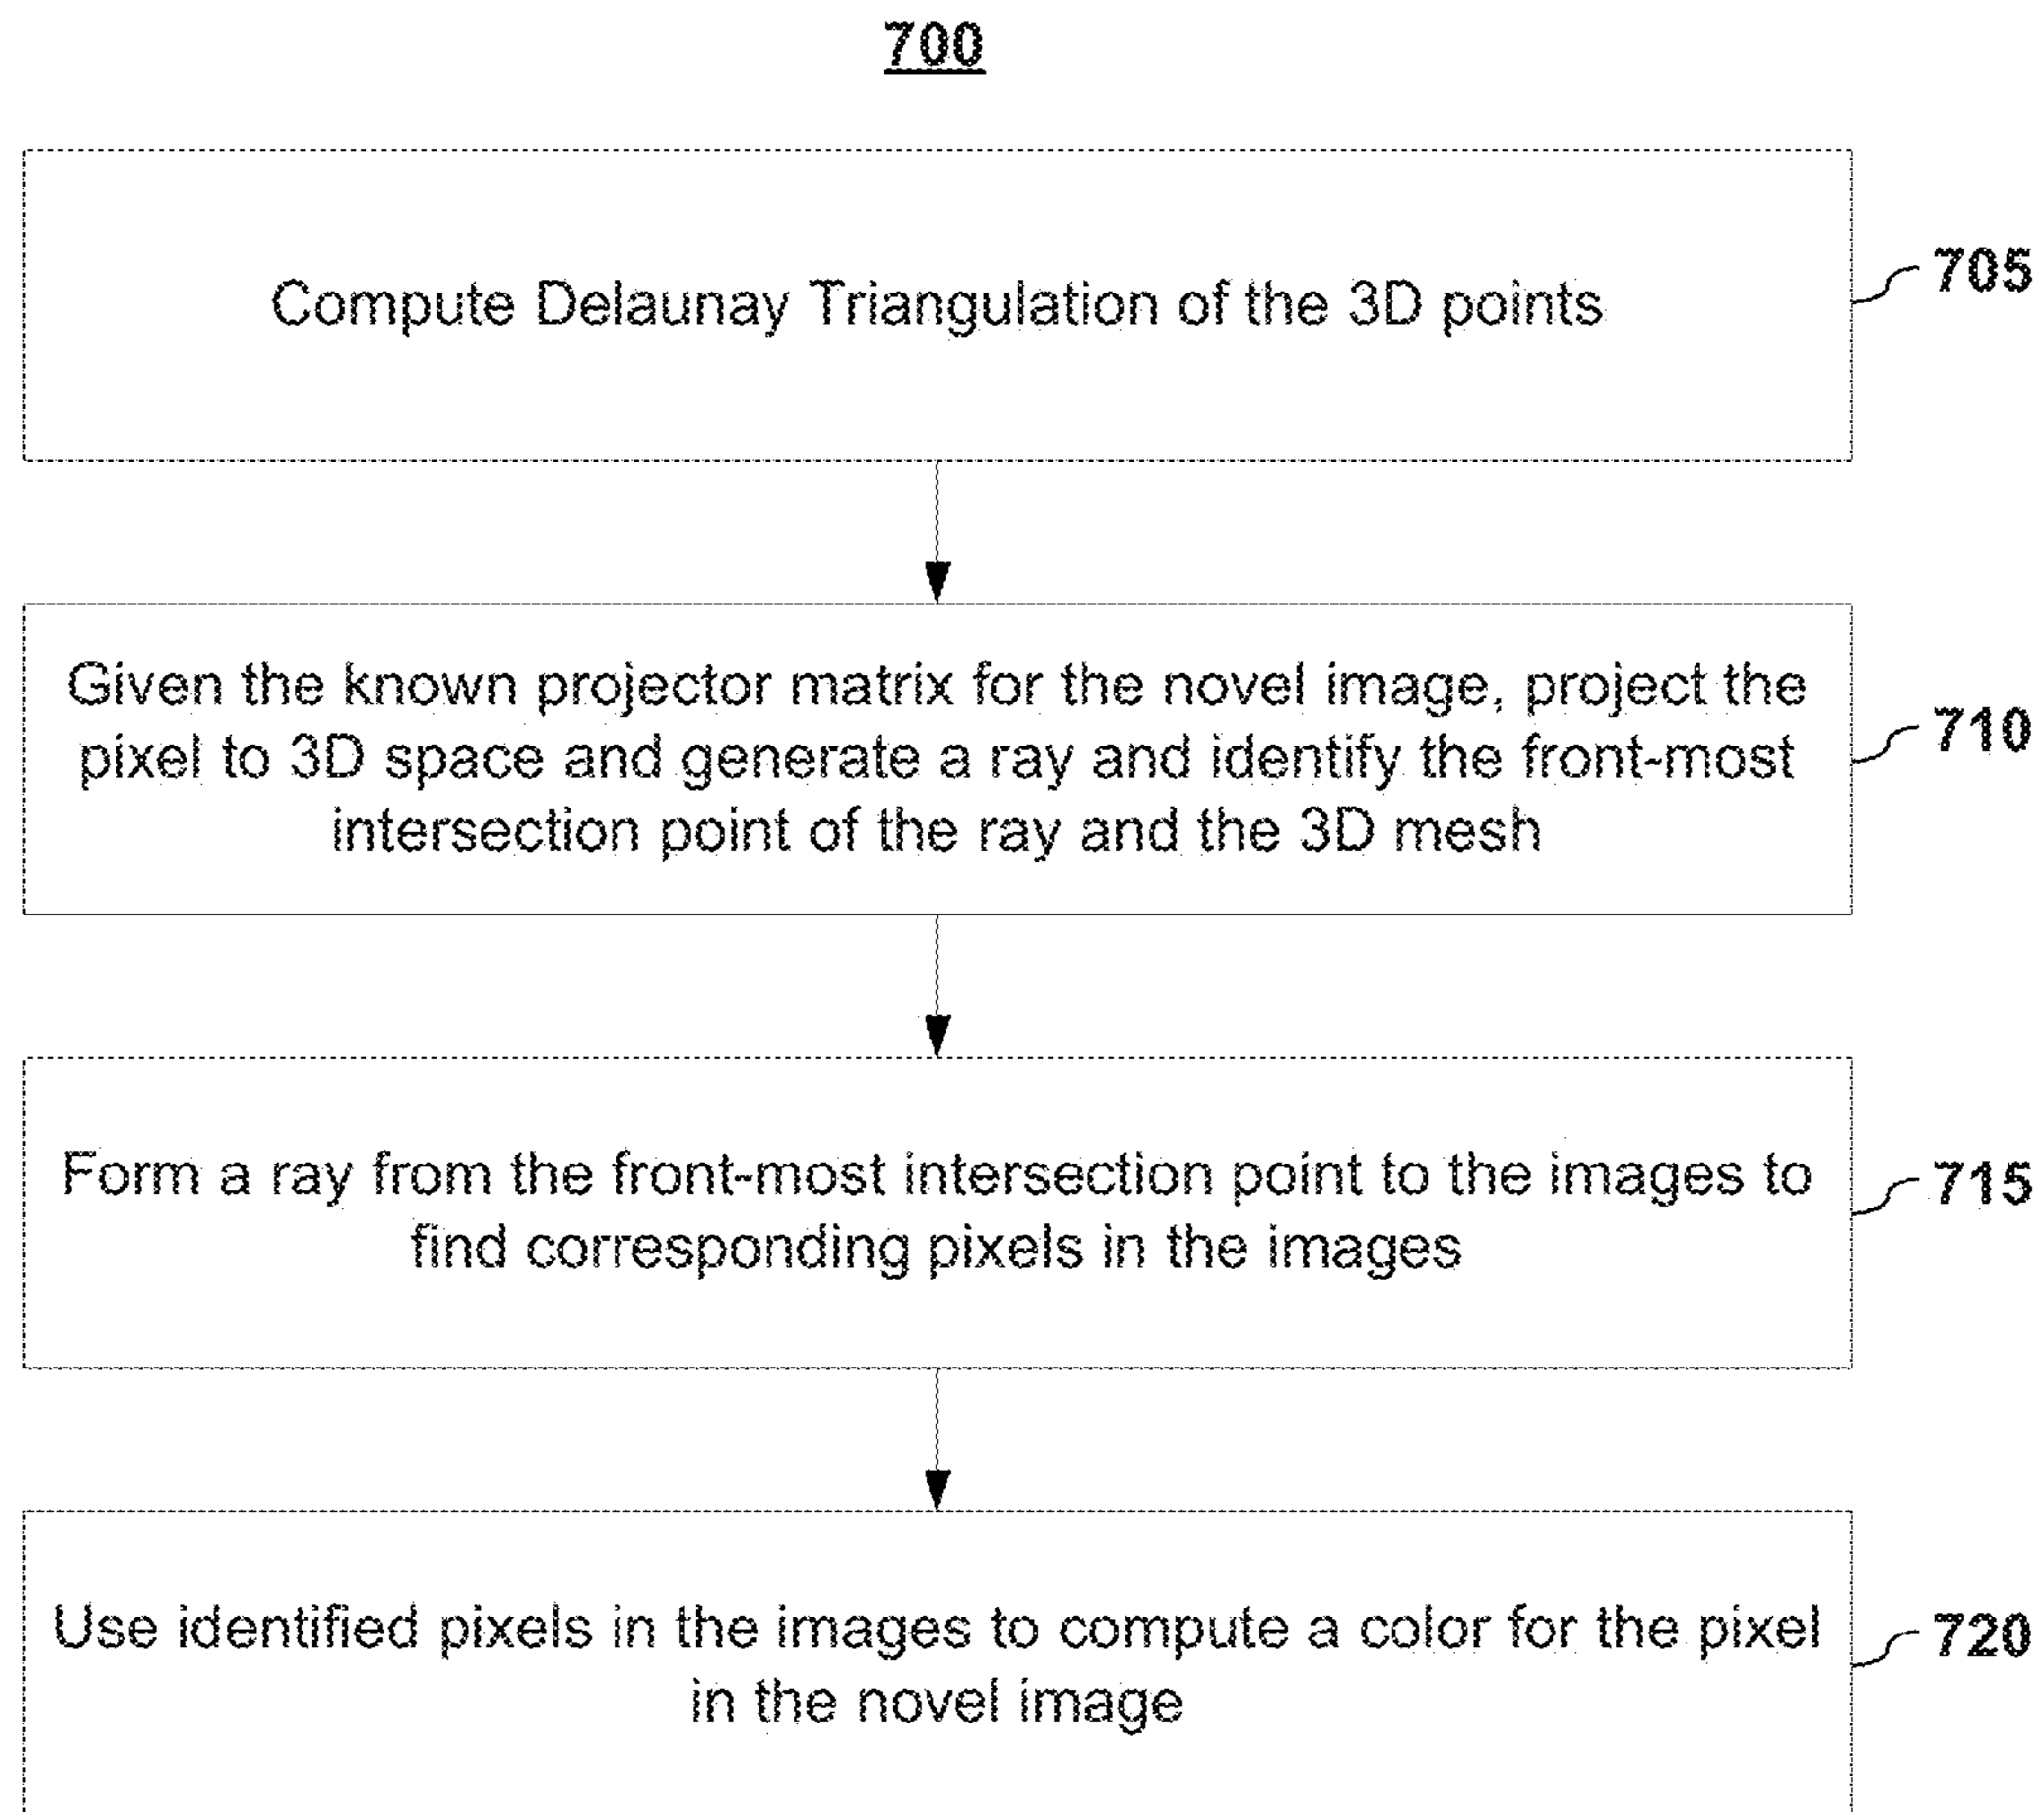 700
Compute Delaunay Triangulation of the 3D points
705
Given the known projector matrix for the novel image, project the
pixel to 3D space and generate a ray and identify the front-most
intersection point of the ray and the 3D mesh
710
Form a ray from the front-most intersection point to the images to
find corresponding pixels in the images
715
Use identified pixels in the images to compute a color for the pixel
in the novel image
720